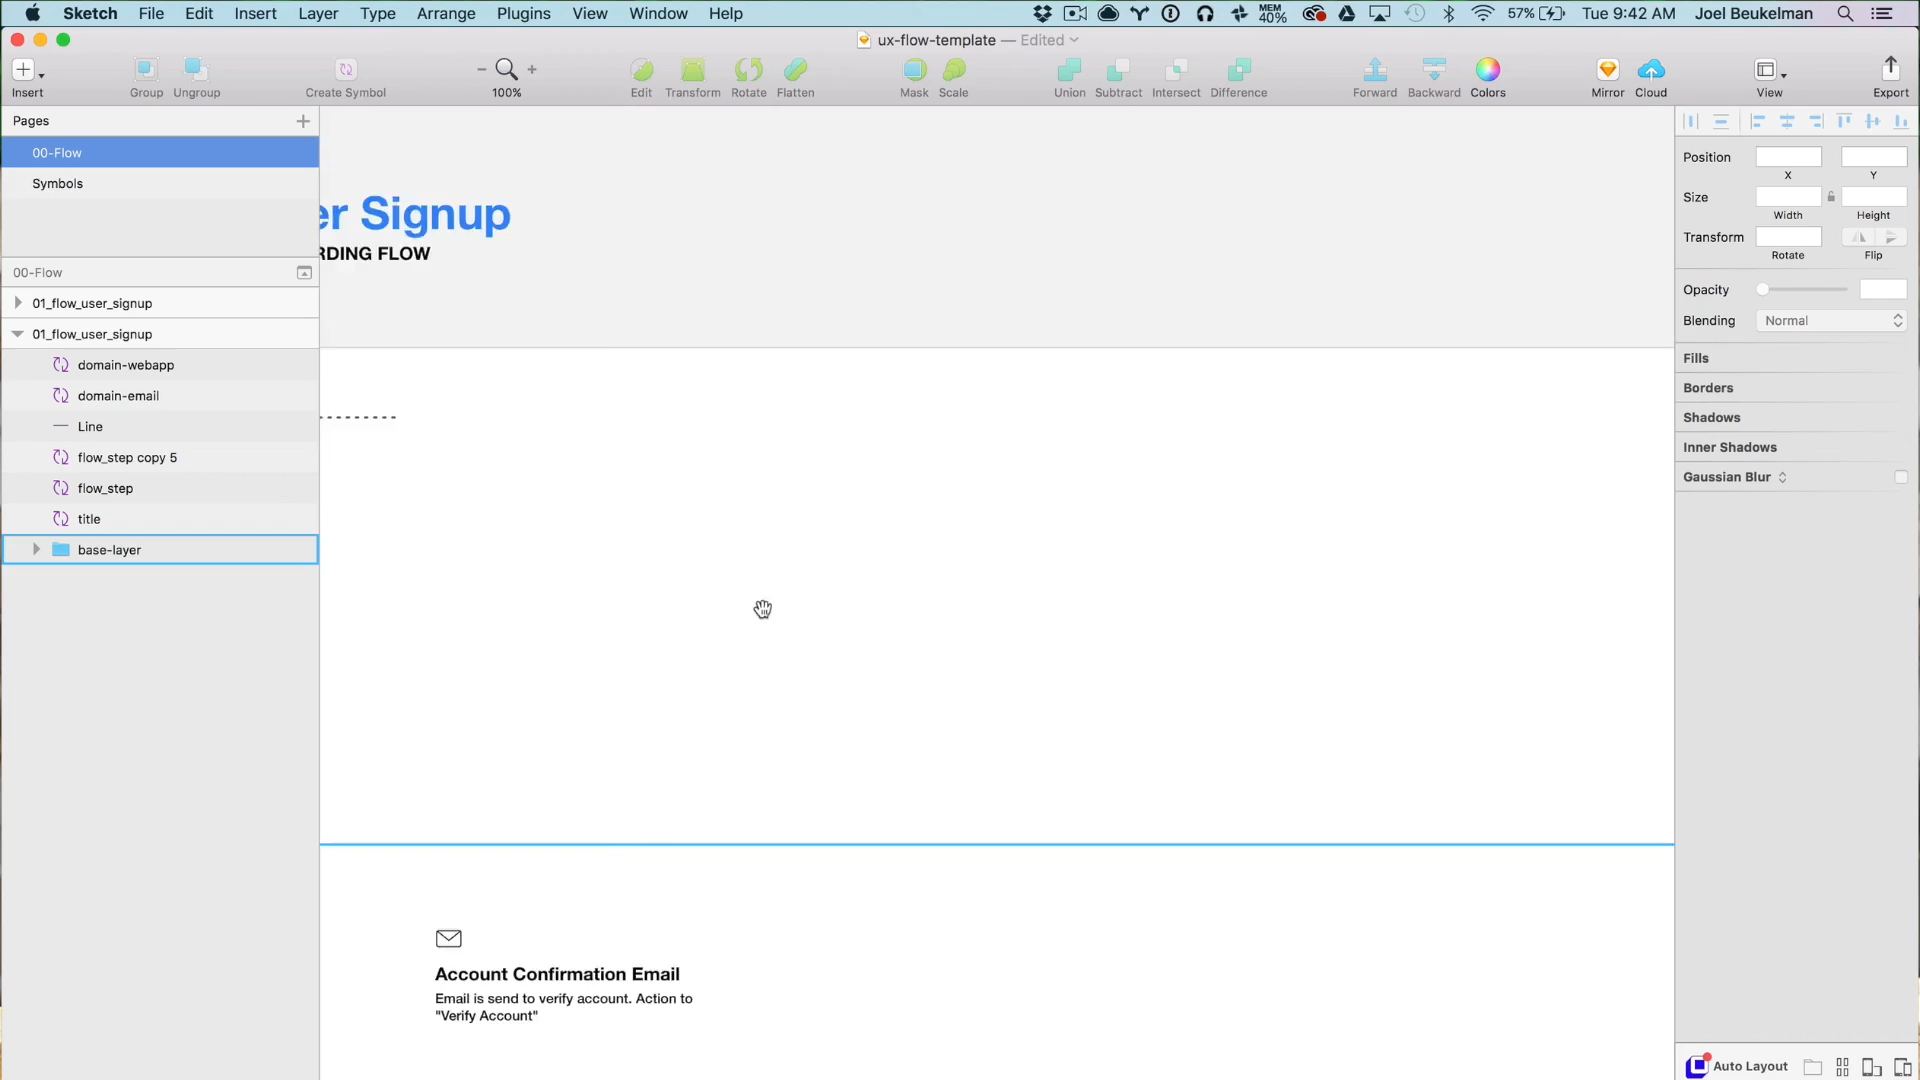 Sketch File Edit Insert Layer Type Arrange Plugins View Window Help
MEM 40% 57% Tue 9:42 AM Joel Beukelman
ux-flow-template — Edited
Insert Group Ungroup Create Symbol 100% Edit Transform Rotate Flatten Mask Scale Union Subtract Intersect Difference Forward Backward Colors Mirror Cloud View Export
Pages
00-Flow
Symbols
00-Flow
01_flow_user_signup
01_flow_user_signup
domain-webapp
domain-email
Line
flow_step copy 5
flow_step
title
base-layer
er Signup
RDING FLOW
Account Confirmation Email
Email is send to verify account. Action to
"Verify Account"
Position
X Y
Size
Width Height
Transform
Rotate Flip
Opacity
Blending Normal
Fills
Borders
Shadows
Inner Shadows
Gaussian Blur
Auto Layout